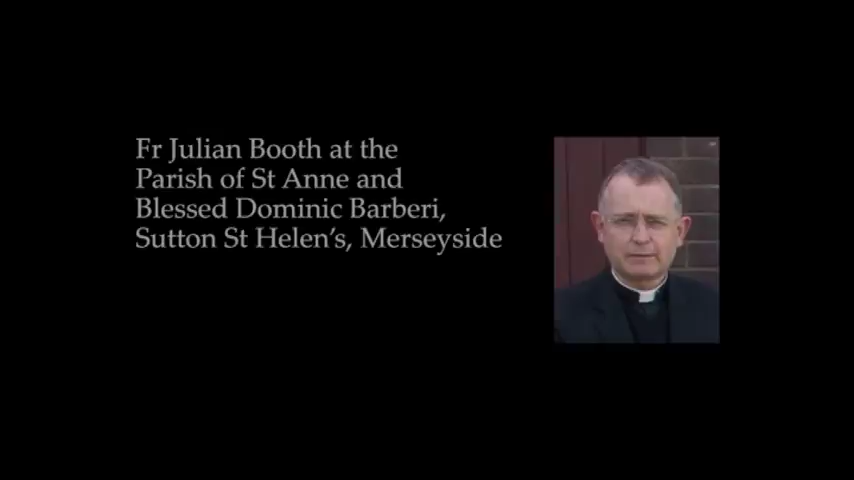 Fr Julian Booth at the
Parish of St Anne and
Blessed Dominic Barberi,
Sutton St Helen's, Merseyside